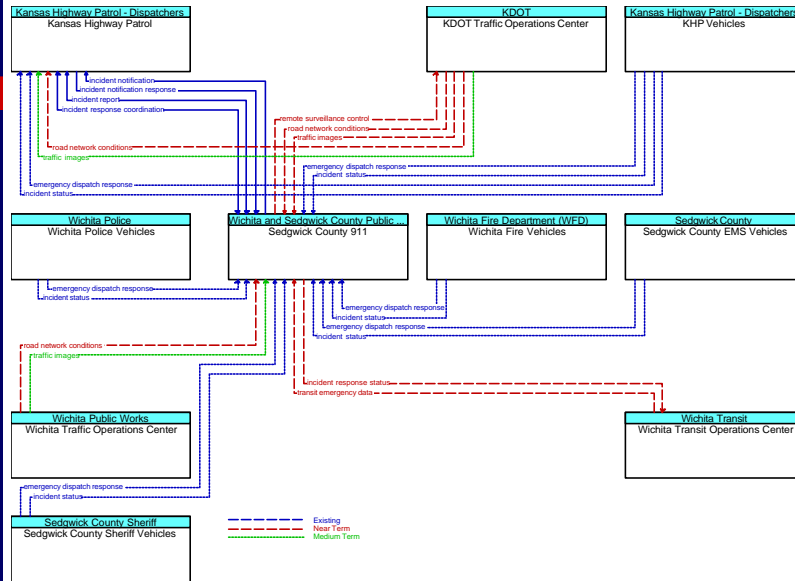 Kansas Highway Patrol - Dispatchers
Kansas Highway Patrol
KDOT
KDOT Traffic Operations Center
Kansas Highway Patrol - Dispatchers
KHP Vehicles
incident notification
incident notification response
incident report
incident response coordination
remote surveillance control
road network conditions
traffic images
road network conditions
traffic images
emergency dispatch response
incident status
emergency dispatch response
incident status
Wichita Police
Wichita Police Vehicles
Wichita and Sedgwick County Public ...
Sedgwick County 911
Wichita Fire Department (WFD)
Wichita Fire Vehicles
Sedgwick County
Sedgwick County EMS Vehicles
emergency dispatch response
incident status
emergency dispatch response
incident status
emergency dispatch response
incident status
road network conditions
traffic images
incident response status
transit emergency data
Wichita Public Works
Wichita Traffic Operations Center
Wichita Transit
Wichita Transit Operations Center
emergency dispatch response
incident status
Sedgwick County Sheriff
Sedgwick County Sheriff Vehicles
Existing
Near Term
Medium Term